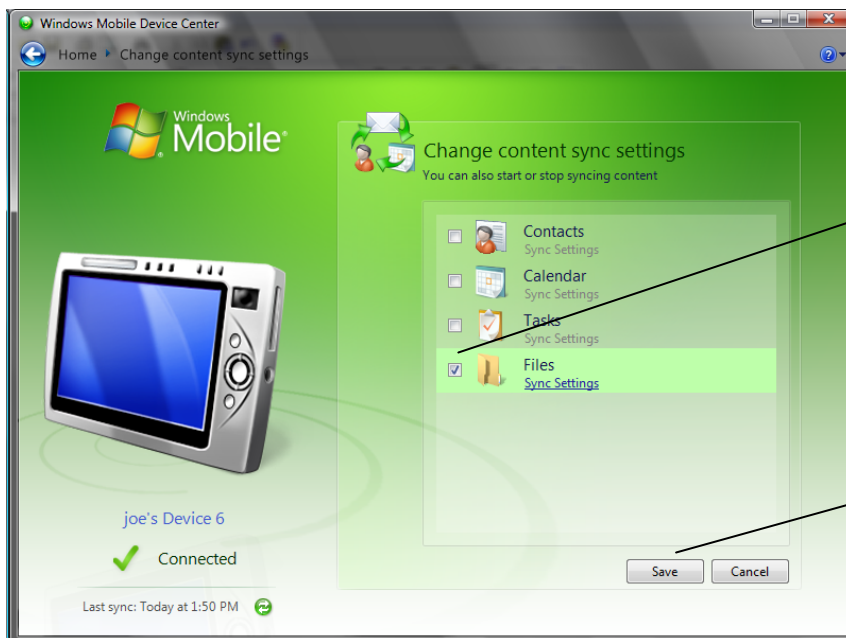 Windows Mobile Device Center
Home Change content sync settings
Windows
Mobile
Change content sync settings
You can also start or stop syncing content
Contacts
Sync Settings
Calendar
Sync Settings
Tasks
Sync Settings
Files
Sync Settings
joe's Device 6
Connected
Save Cancel
Last sync: Today at 1:50 PM